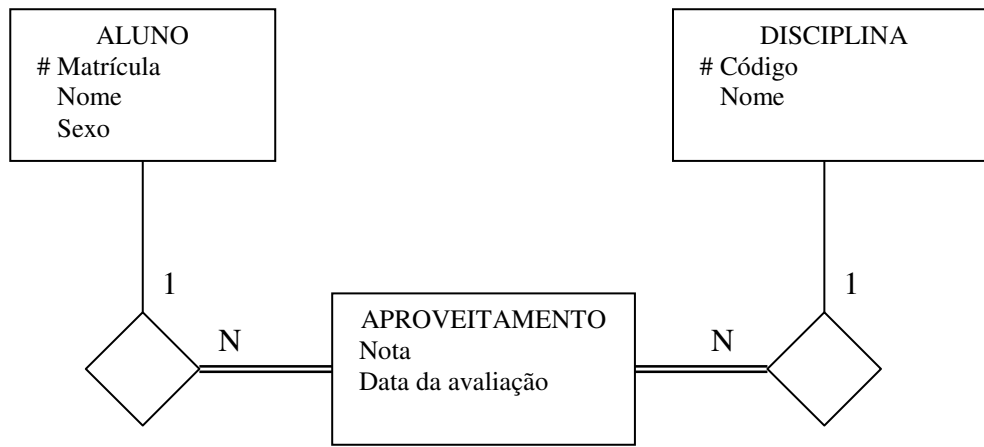 ALUNO
# Matrícula
Nome
Sexo
DISCIPLINA
# Código
Nome
1
1
N
APROVEITAMENTO
Nota
Data da avaliação
N